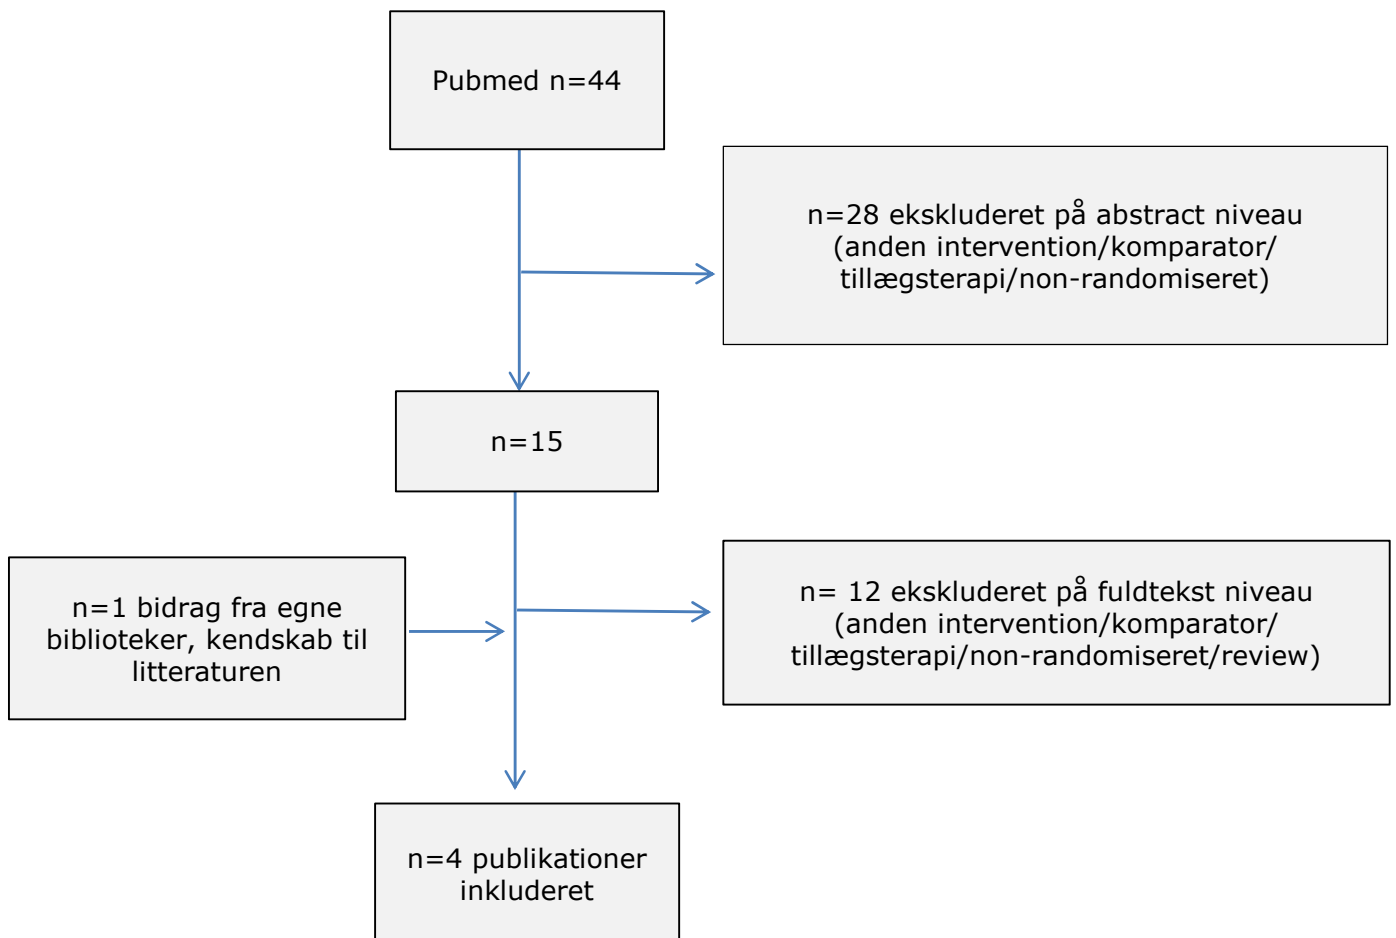 Pubmed n=44
n=28 ekskluderet på abstract niveau
(anden intervention/komparator/
tillægsterapi/non-randomiseret)
n=15
n=1 bidrag fra egne
biblioteker, kendskab til
litteraturen
n= 12 ekskluderet på fuldtekst niveau
(anden intervention/komparator/
tillægsterapi/non-randomiseret/review)
n=4 publikationer
inkluderet